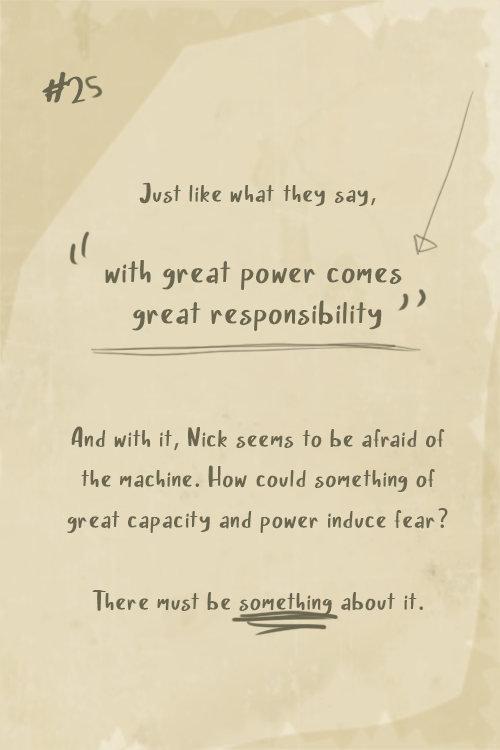 #25
Just like what they say,
"with great power comes
great responsibility"
And with it, Nick seems to be afraid of
the machine. How could something of
great capacity and power induce fear?
There must be something about it.